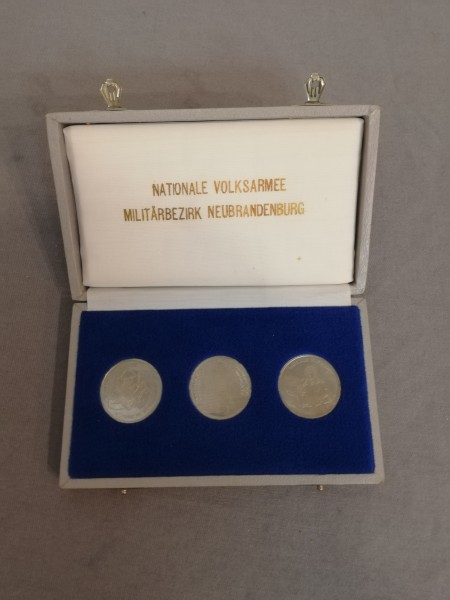 NATIONALE VOLKSARMEE
MILITÄRBEZIRK NEUBRANDENBURG